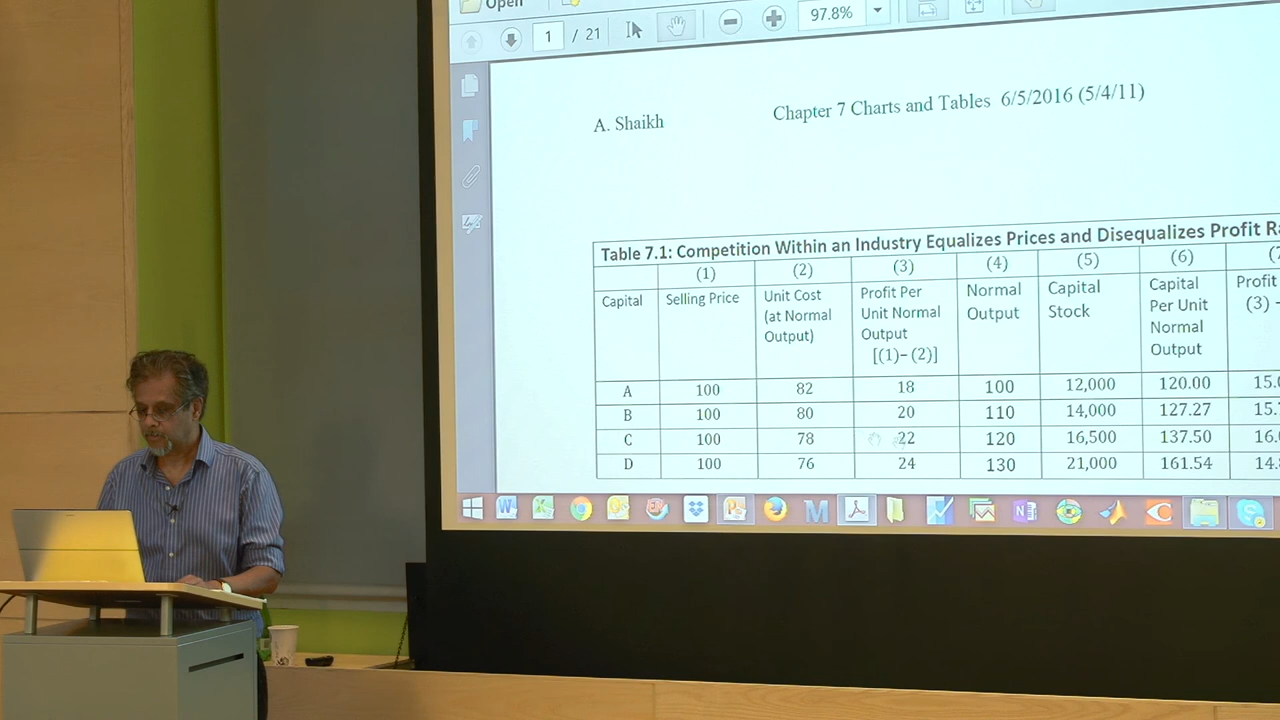 Open
1 / 21 97.8%
A. Shaikh Chapter 7 Charts and Tables 6/5/2016 (5/4/11)
Table 7.1: Competition Within an Industry Equalizes Prices and Disequalizes Profit
(1) (2) (3) (4) (5) (6)
Capital Selling Price Unit Cost Profit Per Normal Capital Capital Profit
(at Normal Unit Normal Output Stock Per Unit (3)
Output) Output Normal
[(1)– (2)] Output
A 100 82 18 100 12,000 120.00
B 100 80 20 110 14,000 127.27
C 100 78 22 120 16,500 137.50
D 100 76 24 130 21,000 161.54